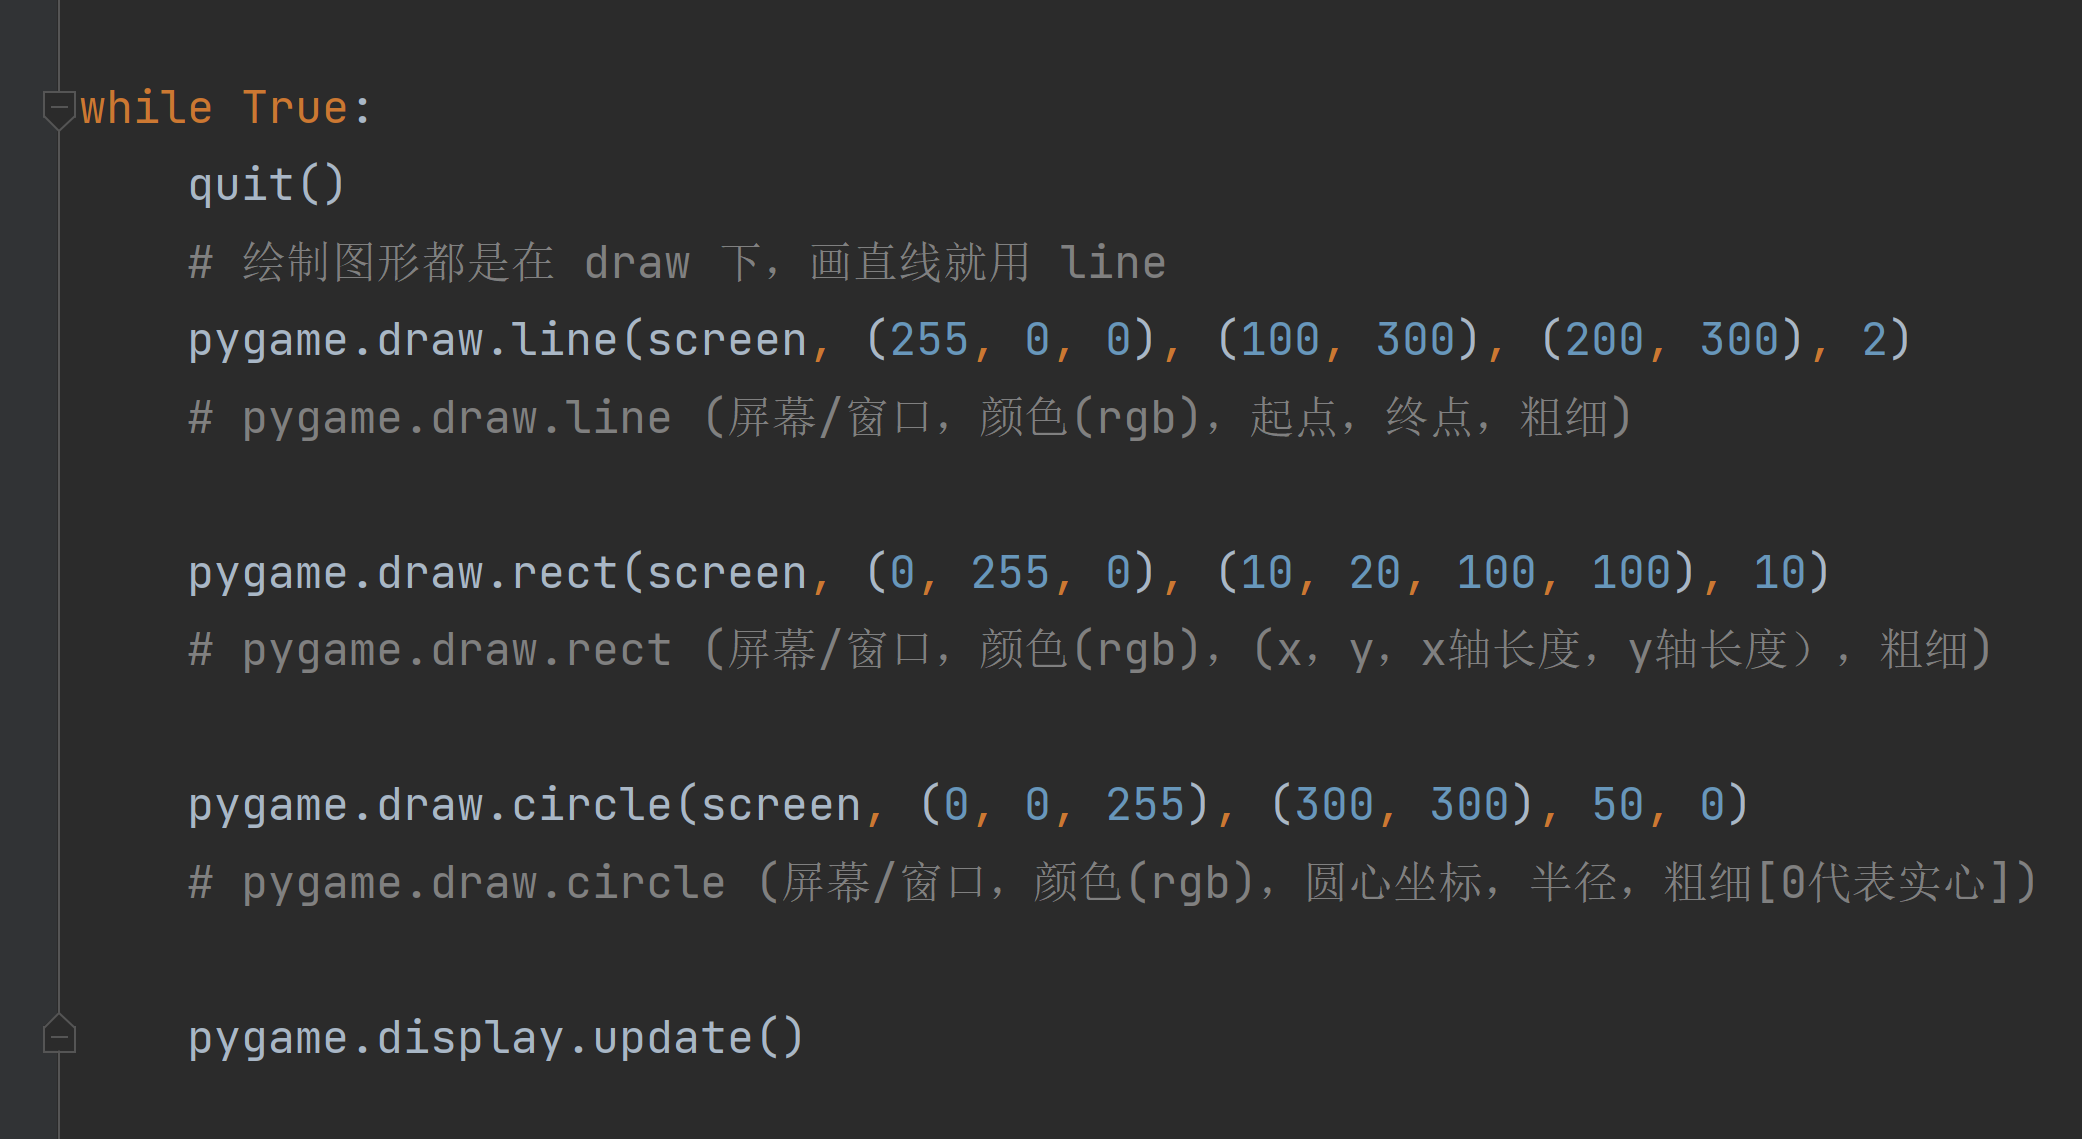 while True:
    quit()
    # 绘制图形都是在 draw 下，画直线就用 line
    pygame.draw.line(screen, (255, 0, 0), (100, 300), (200, 300), 2)
    # pygame.draw.line (屏幕/窗口，颜色(rgb)，起点，终点，粗细)
    pygame.draw.rect(screen, (0, 255, 0), (10, 20, 100, 100), 10)
    # pygame.draw.rect (屏幕/窗口，颜色(rgb)，(x，y，x轴长度，y轴长度），粗细)
    pygame.draw.circle(screen, (0, 0, 255), (300, 300), 50, 0)
    # pygame.draw.circle (屏幕/窗口，颜色(rgb)，圆心坐标，半径，粗细[0代表实心])
    pygame.display.update()